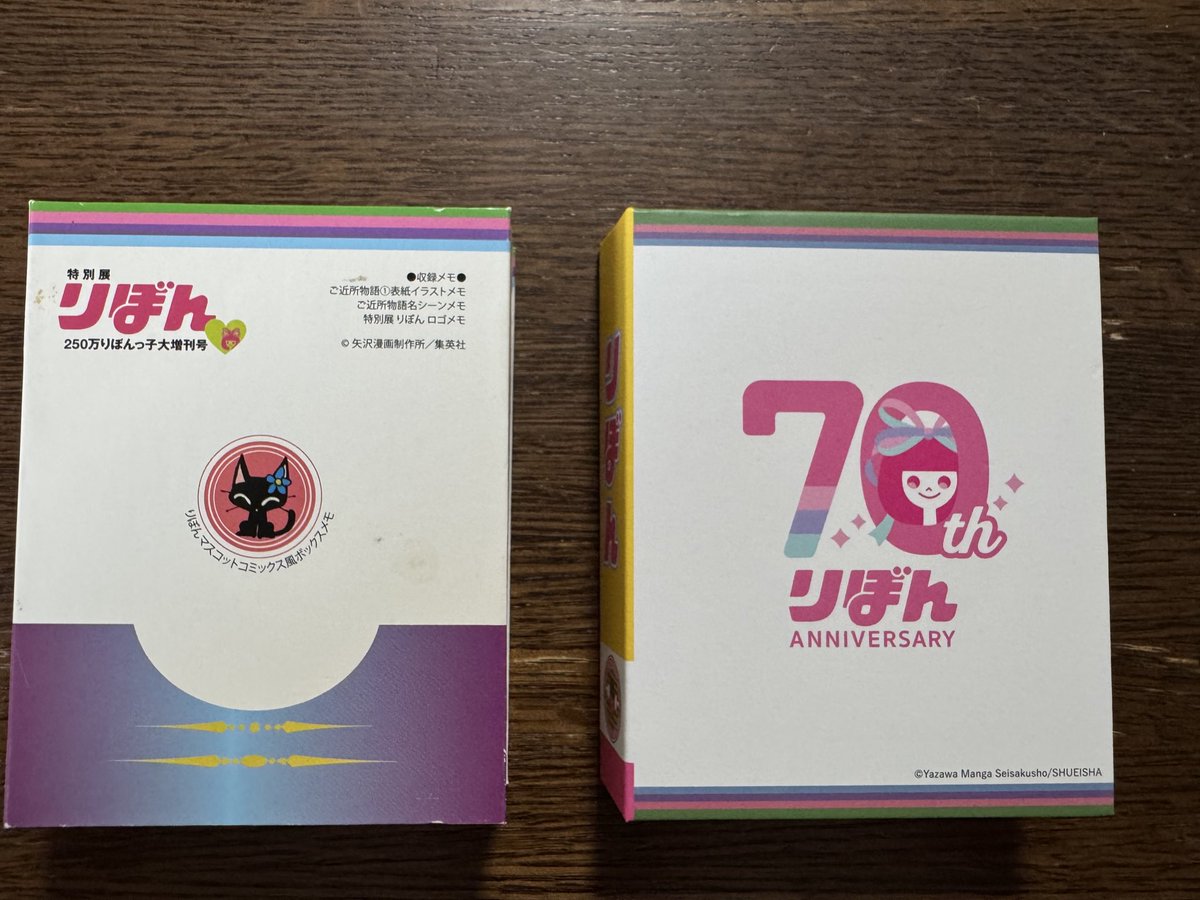 特別展
りぼん
250万りぼんっ子大増刊号
●収録メモ●
ご近所物語①表紙イラストメモ
ご近所物語名シーンメモ
特別展 りぼん ロゴメモ
© 矢沢漫画制作所／集英社
りぼんマスコットコミックス風ボックスメモ
りぼん
70th
りぼん
ANNIVERSARY
©Yazawa Manga Seisakusho/SHUEISHA